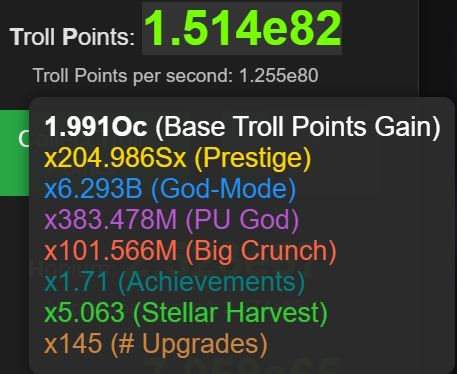 Troll Points: 1.514e82
Troll Points per second: 1.255e80
1.991Oc (Base Troll Points Gain)
x204.986Sx (Prestige)
x6.293B (God-Mode)
x383.478M (PU God)
x101.566M (Big Crunch)
x1.71 (Achievements)
x5.063 (Stellar Harvest)
x145 (# Upgrades)